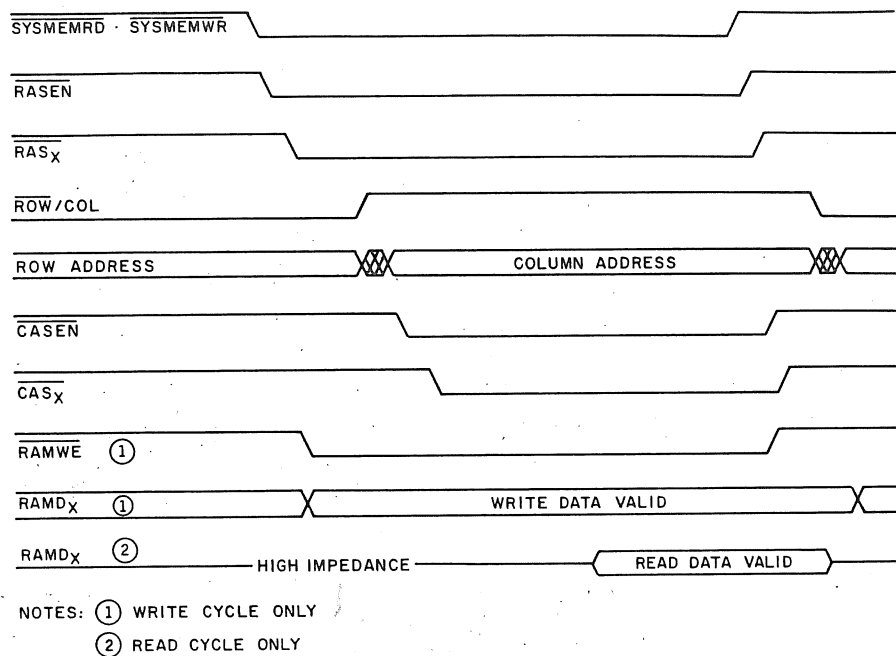 SYSMEMRD · SYSMEMWR
RASEN
RASX
ROW/COL
ROW ADDRESS
COLUMN ADDRESS
CASEN
CASX
RAMWE ①
RAMDX ①
WRITE DATA VALID
RAMDX ②
HIGH IMPEDANCE
READ DATA VALID
NOTES: ① WRITE CYCLE ONLY
② READ CYCLE ONLY